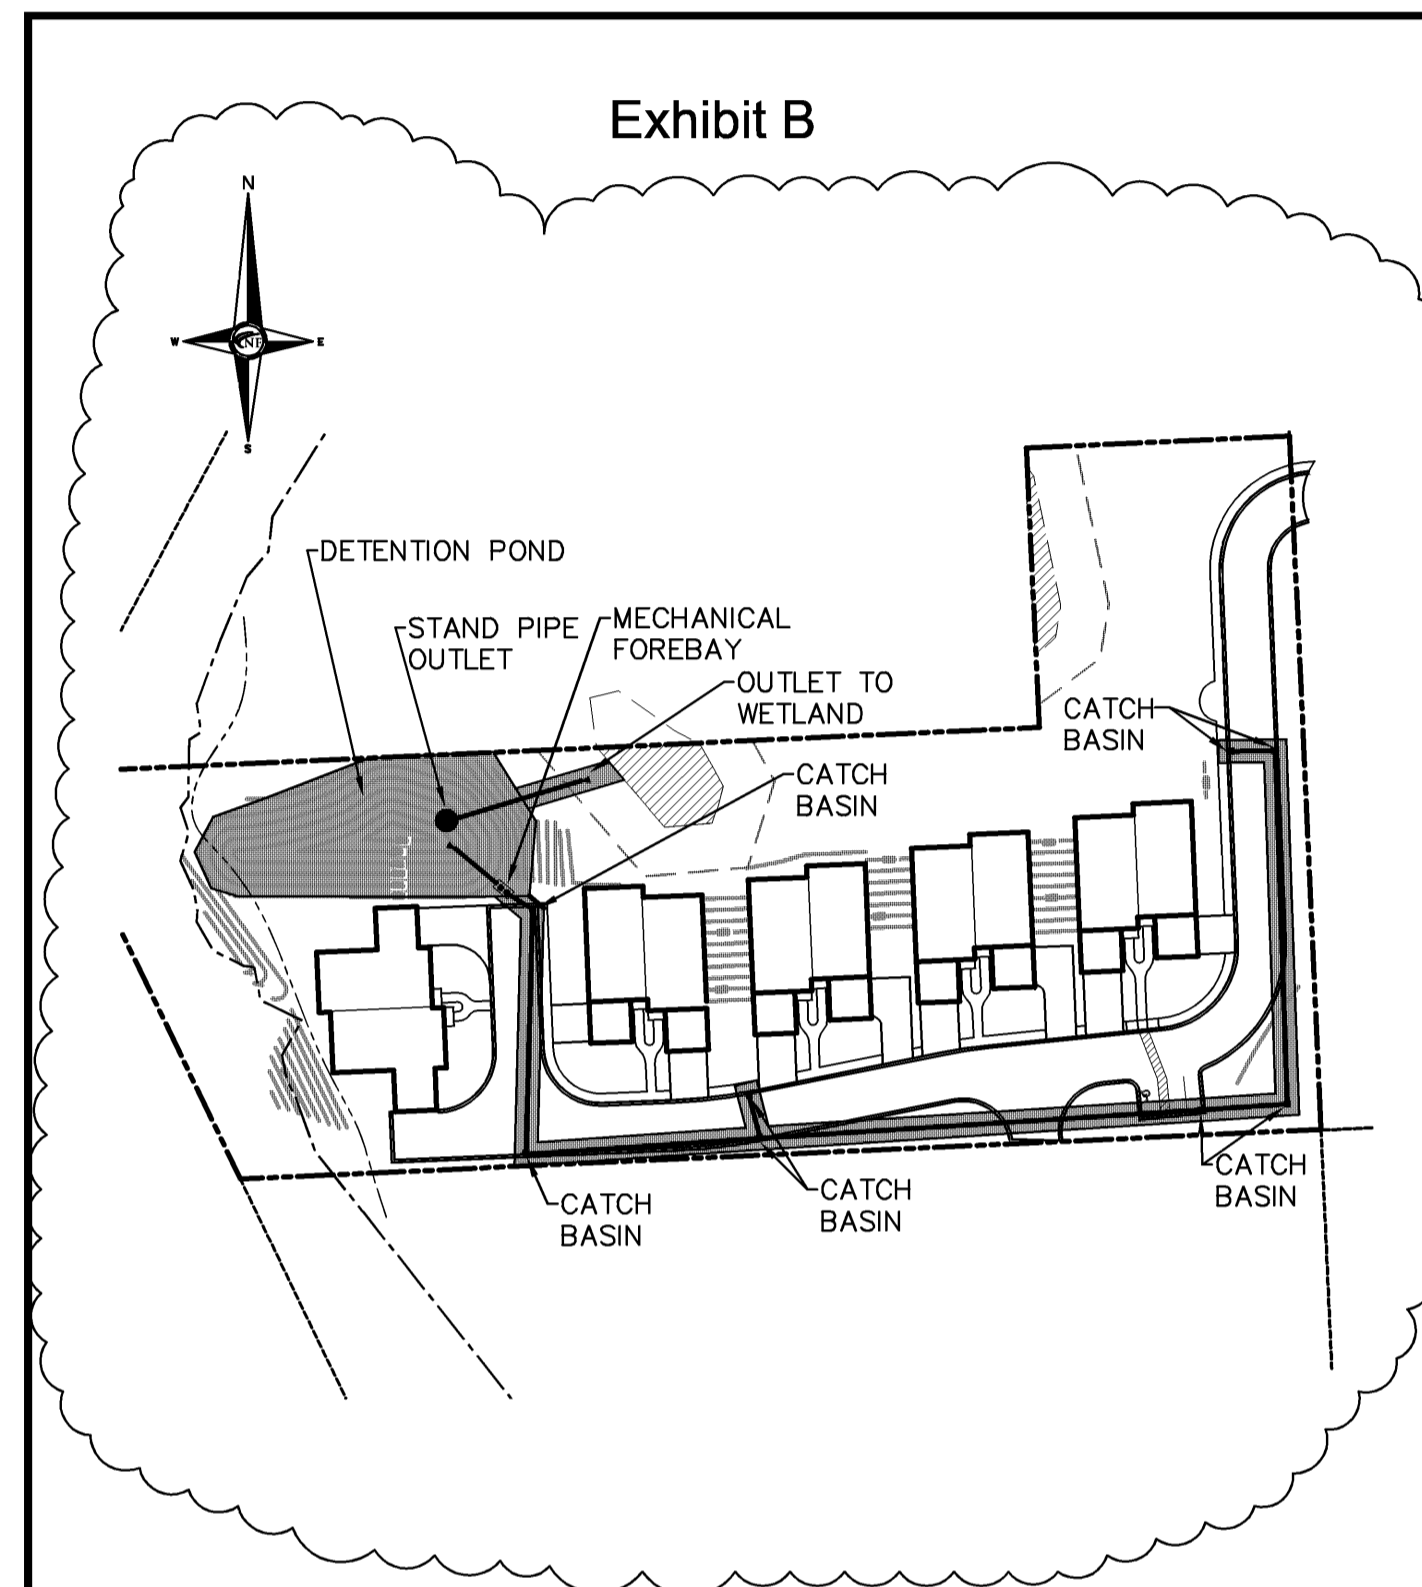 Exhibit B
N
W
NE
E
S
DETENTION POND
STAND PIPE
OUTLET
MECHANICAL
FOREBAY
OUTLET TO
WETLAND
CATCH
BASIN
CATCH
BASIN
CATCH
BASIN
CATCH
BASIN
CATCH
BASIN